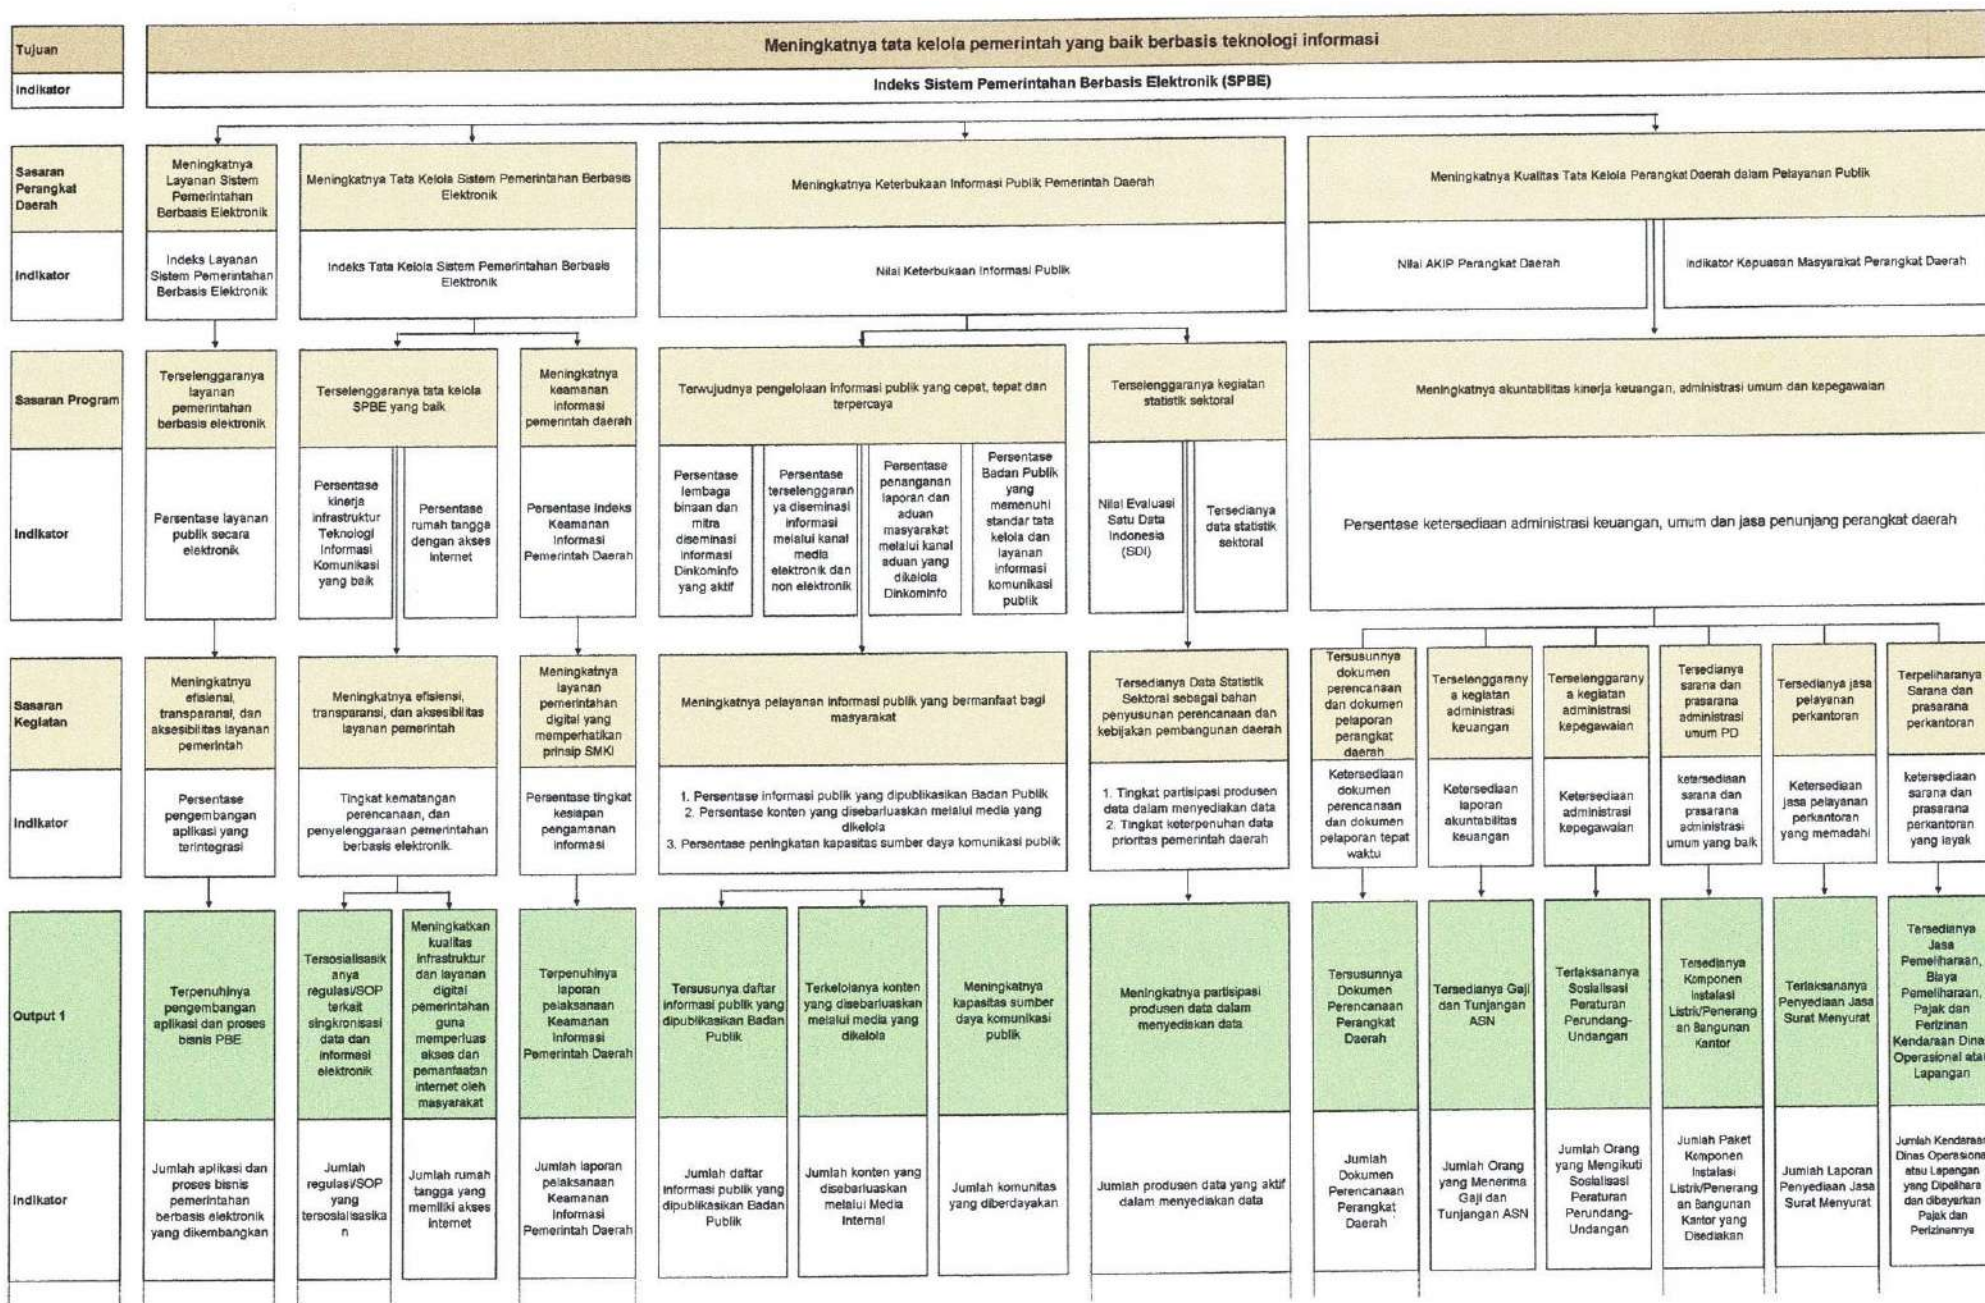 Tujuan
Meningkatnya tata kelola pemerintah yang baik berbasis teknologi informasi
Indikator
Indeks Sistem Pemerintahan Berbasis Elektronik (SPBE)
Sasaran
Perangkat
Daerah
Meningkatnya
Layanan Sistem
Pemerintahan
Berbasis Elektronik
Meningkatnya Tata Kelola Sistem Pemerintahan Berbasis
Elektronik
Meningkatnya Keterbukaan Informasi Publik Pemerintah Daerah
Meningkatnya Kualitas Tata Kelola Perangkat Daerah dalam Pelayanan Publik
Indikator
Indeks Layanan
Sistem Pemerintahan
Berbasis Elektronik
Indeks Tata Kelola Sistem Pemerintahan Berbasis
Elektronik
Nilai Keterbukaan Informasi Publik
Nilai AKIP Perangkat Daerah
Indikator Kepuasan Masyarakat Perangkat Daerah
Sasaran Program
Terselenggaranya
layanan
pemerintahan
berbasis elektronik
Terselenggaranya tata kelola
SPBE yang baik
Meningkatnya
keamanan
informasi
pemerintah daerah
Terwujudnya pengelolaan informasi publik yang cepat, tepat dan
terpercaya
Terselenggaranya kegiatan
statistik sektoral
Meningkatnya akuntabilitas kinerja keuangan, administrasi umum dan kepegawaian
Indikator
Persentase layanan
publik secara
elektronik
Persentase
kinerja
infrastruktur
Teknologi
Informasi
Komunikasi
yang baik
Persentase
rumah tangga
dengan akses
internet
Persentase Indeks
Keamanan
Informasi
Pemerintah Daerah
Persentase
lembaga
binaan dan
mitra
diseminasi
informasi
Dinkominfo
yang aktif
Persentase
terselenggaran
ya diseminasi
informasi
melalui kanal
media
elektronik dan
non elektronik
Persentase
penanganan
laporan dan
aduan
masyarakat
melalui kanal
aduan yang
dikelola
Dinkominfo
Persentase
Badan Publik
yang
memenuhi
standar tata
kelola dan
layanan
informasi
komunikasi
publik
Nilai Evaluasi
Satu Data
Indonesia
(SDI)
Tersedianya
data statistik
sektoral
Persentase ketersediaan administrasi keuangan, umum dan jasa penunjang perangkat daerah
Sasaran
Kegiatan
Meningkatnya
efisiensi,
transparansi, dan
aksesibilitas layanan
pemerintah
Meningkatnya efisiensi,
transparansi, dan aksesibilitas
layanan pemerintah
Meningkatnya
layanan
pemerintahan
digital yang
memperhatikan
prinsip SMKI
Meningkatnya pelayanan informasi publik yang bermanfaat bagi
masyarakat
Tersedianya Data Statistik
Sektoral sebagai bahan
penyusunan perencanaan dan
kebijakan pembangunan daerah
Tersusunnya
dokumen
perencanaan
dan dokumen
pelaporan
perangkat
daerah
Terselenggarany
a kegiatan
administrasi
keuangan
Terselenggarany
a kegiatan
administrasi
kepegawaian
Tersedianya
sarana dan
prasarana
administrasi
umum PD
Tersedianya jasa
pelayanan
perkantoran
Terpeliharanya
Sarana dan
prasarana
perkantoran
Indikator
Persentase
pengembangan
aplikasi yang
terintegrasi
Tingkat kematangan
perencanaan, dan
penyelenggaraan pemerintahan
berbasis elektronik.
Persentase tingkat
kesiapan
pengamanan
informasi
1. Persentase informasi publik yang dipublikasikan Badan Publik
2. Persentase konten yang disebarluaskan melalui media yang
dikelola
3. Persentase peningkatan kapasitas sumber daya komunikasi publik
1. Tingkat partisipasi produsen
data dalam menyediakan data
2. Tingkat keterpenuhan data
prioritas pemerintah daerah
Ketersediaan
dokumen
perencanaan
dan dokumen
pelaporan tepat
waktu
Ketersediaan
laporan
akuntabilitas
keuangan
Ketersediaan
administrasi
kepegawaian
ketersediaan
sarana dan
prasarana
administrasi
umum yang baik
Ketersediaan
jasa pelayanan
perkantoran
yang memadahi
ketersediaan
sarana dan
prasarana
perkantoran
yang layak
Output 1
Terpenuhinya
pengembangan
aplikasi dan proses
bisnis PBE
Tersosialisasik
anya
regulasi/SOP
terkait
singkronisasi
data dan
informasi
elektronik
Meningkatkan
kualitas
infrastruktur
dan layanan
digital
pemerintahan
guna
memperluas
akses dan
pemanfaatan
internet oleh
masyarakat
Terpenuhinya
laporan
pelaksanaan
Keamanan
Informasi
Pemerintah Daerah
Tersusunya daftar
informasi publik yang
dipublikasikan Badan
Publik
Terkelolanya konten
yang disebarluaskan
melalui media yang
dikelola
Meningkatnya
kapasitas sumber
daya komunikasi
publik
Meningkatnya partisipasi
produsen data dalam
menyediakan data
Tersusunnya
Dokumen
Perencanaan
Perangkat
Daerah
Tersedianya Gaji
dan Tunjangan
ASN
Terlaksananya
Sosialisasi
Peraturan
Perundang-
Undangan
Tersedianya
Komponen
Instalasi
Listrik/Penerang
an Bangunan
Kantor
Terlaksananya
Penyediaan Jasa
Surat Menyurat
Tersedianya
Jasa
Pemeliharaan,
Biaya
Pemeliharaan,
Pajak dan
Perizinan
Kendaraan Dina
Operasional atau
Lapangan
Indikator
Jumlah aplikasi dan
proses bisnis
pemerintahan
berbasis elektronik
yang dikembangkan
Jumlah
regulasi/SOP
yang
tersosialisasika
n
Jumlah rumah
tangga yang
memiliki akses
internet
Jumlah laporan
pelaksanaan
Keamanan
Informasi
Pemerintah Daerah
Jumlah daftar
informasi publik yang
dipublikasikan Badan
Publik
Jumlah konten yang
disebarluaskan
melalui Media
Internal
Jumlah komunitas
yang diberdayakan
Jumlah produsen data yang aktif
dalam menyediakan data
Jumlah
Dokumen
Perencanaan
Perangkat
Daerah
Jumlah Orang
yang Menerima
Gaji dan
Tunjangan ASN
Jumlah Orang
yang Mengikuti
Sosialisasi
Peraturan
Perundang-
Undangan
Jumlah Paket
Komponen
Instalasi
Listrik/Penerang
an Bangunan
Kantor yang
Disediakan
Jumlah Laporan
Penyediaan Jasa
Surat Menyurat
Jumlah Kendaraan
Dinas Operasiona
atau Lapangan
yang Dipelihara
dan dibayarkan
Pajak dan
Perizinannya